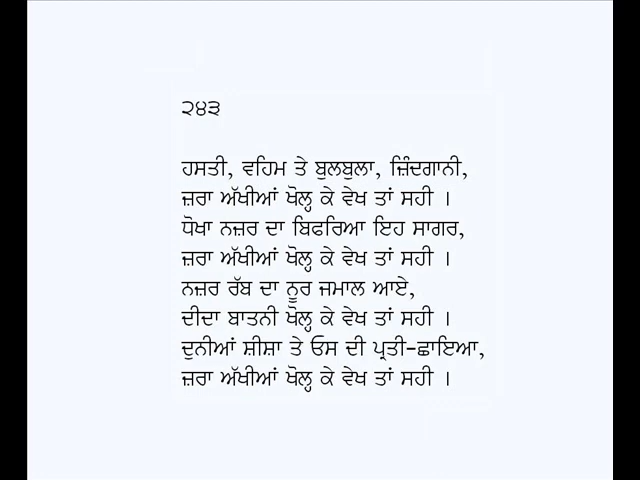 ੨੪੩
ਹਸਤੀ, ਵਹਿਮ ਤੇ ਬੁਲਬੁਲਾ, ਜ਼ਿੰਦਗਾਨੀ,
ਜ਼ਰਾ ਅੱਖੀਆਂ ਖੋਲ੍ਹ ਕੇ ਵੇਖ ਤਾਂ ਸਹੀ ।
ਧੋਖਾ ਨਜ਼ਰ ਦਾ ਬਿਫਰਿਆ ਇਹ ਸਾਗਰ,
ਜ਼ਰਾ ਅੱਖੀਆਂ ਖੋਲ੍ਹ ਕੇ ਵੇਖ ਤਾਂ ਸਹੀ ।
ਨਜ਼ਰ ਰੱਬ ਦਾ ਨੂਰ ਜਮਾਲ ਆਏ,
ਦੀਦਾ ਬਾਤਨੀ ਖੋਲ੍ਹ ਕੇ ਵੇਖ ਤਾਂ ਸਹੀ ।
ਦੁਨੀਆਂ ਸ਼ੀਸ਼ਾ ਤੇ ਓਸ ਦੀ ਪ੍ਰਤੀ-ਛਾਇਆ,
ਜ਼ਰਾ ਅੱਖੀਆਂ ਖੋਲ੍ਹ ਕੇ ਵੇਖ ਤਾਂ ਸਹੀ ।